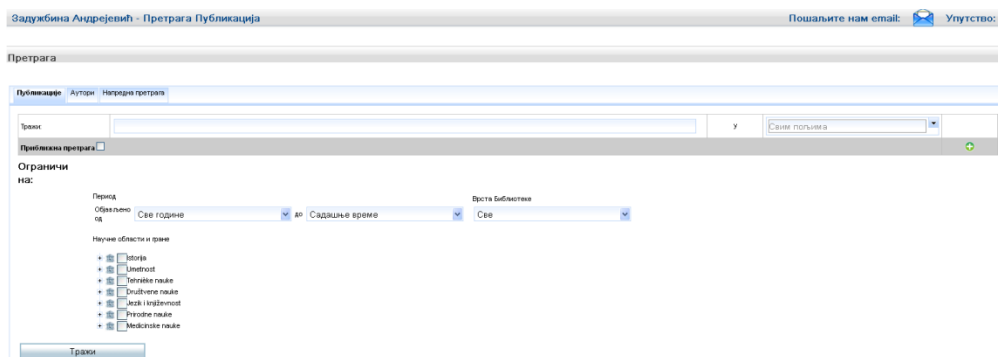 Задужбина Андрејевић - Претрага Публикација
Пошаљите нам email: Упутство:
Претрага
Публикације Аутори Напредна претрага
Тражи: У Свим пољима
Приближна претрага
Ограничи
на:
Период Врста Библиотеке
Објављено
од Све године до Садашње време Све
Научне области и гране
Istorija
Umetnost
Tehničke nauke
Društvene nauke
Jezik i književnost
Prirodne nauke
Medicinske nauke
Тражи